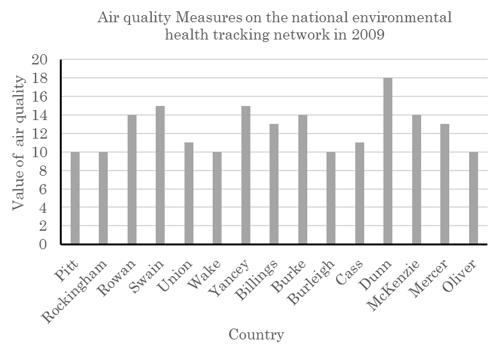 Air quality Measures on the national environmental
health tracking network in 2009
Value of air quality
20
18
16
14
12
10
8
6
4
2
0
Pitt
Rockingham
Rowan
Swain
Union
Wake
Yancey
Billings
Burke
Burleigh
Cass
Dunn
McKenzie
Mercer
Oliver
Country